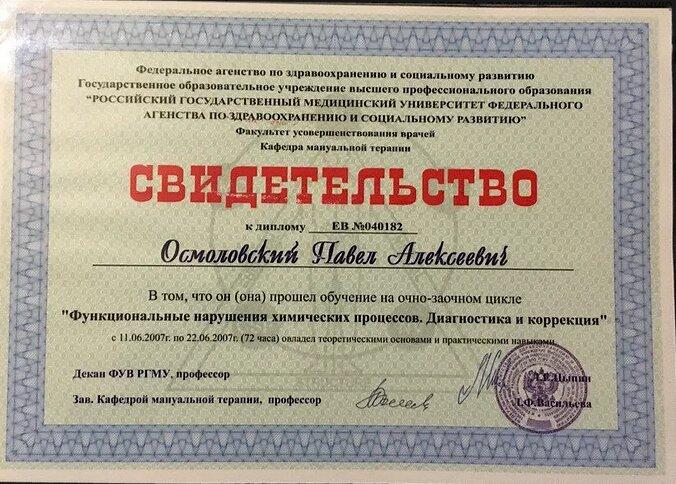 Федеральное агенство по здравоохранению и социальному развитию
Государственное образовательное учреждение высшего профессионального образования
"РОССИЙСКИЙ ГОСУДАРСТВЕННЫЙ МЕДИЦИНСКИЙ УНИВЕРСИТЕТ ФЕДЕРАЛЬНОГО
АГЕНСТВА ПО ЗДРАВООХРАНЕНИЮ И СОЦИАЛЬНОМУ РАЗВИТИЮ"
Факультет усовершенствования врачей
Кафедра мануальной терапии
СВИДЕТЕЛЬСТВО
к диплому ЕВ №040182
Осмоловский Павел Алексеевич
В том, что он (она) прошел обучение на очно-заочном цикле
"Функциональные нарушения химических процессов. Диагностика и коррекция"
с 11.06.2007г. по 22.06.2007г. (72 часа) овладел теоретическими основами и практическими навыками.
Декан ФУВ РГМУ, профессор
Зав. Кафедрой мануальной терапии, профессор Л.Ф.Васильева